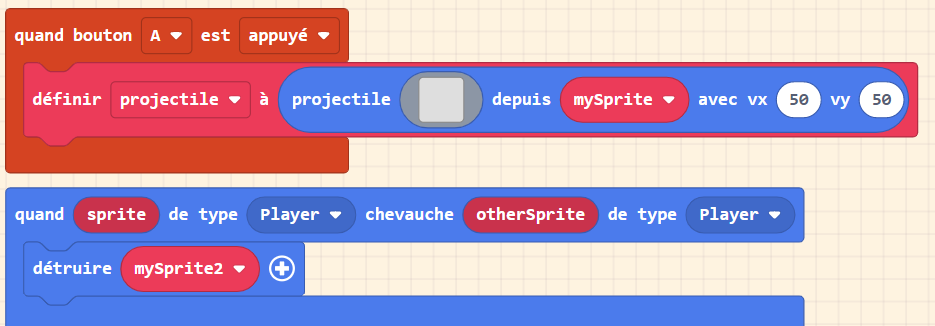 quand bouton A est appuyé
définir projectile à projectile depuis mySprite avec vx 50 vy 50
quand sprite de type Player chevauche otherSprite de type Player
détruire mySprite2